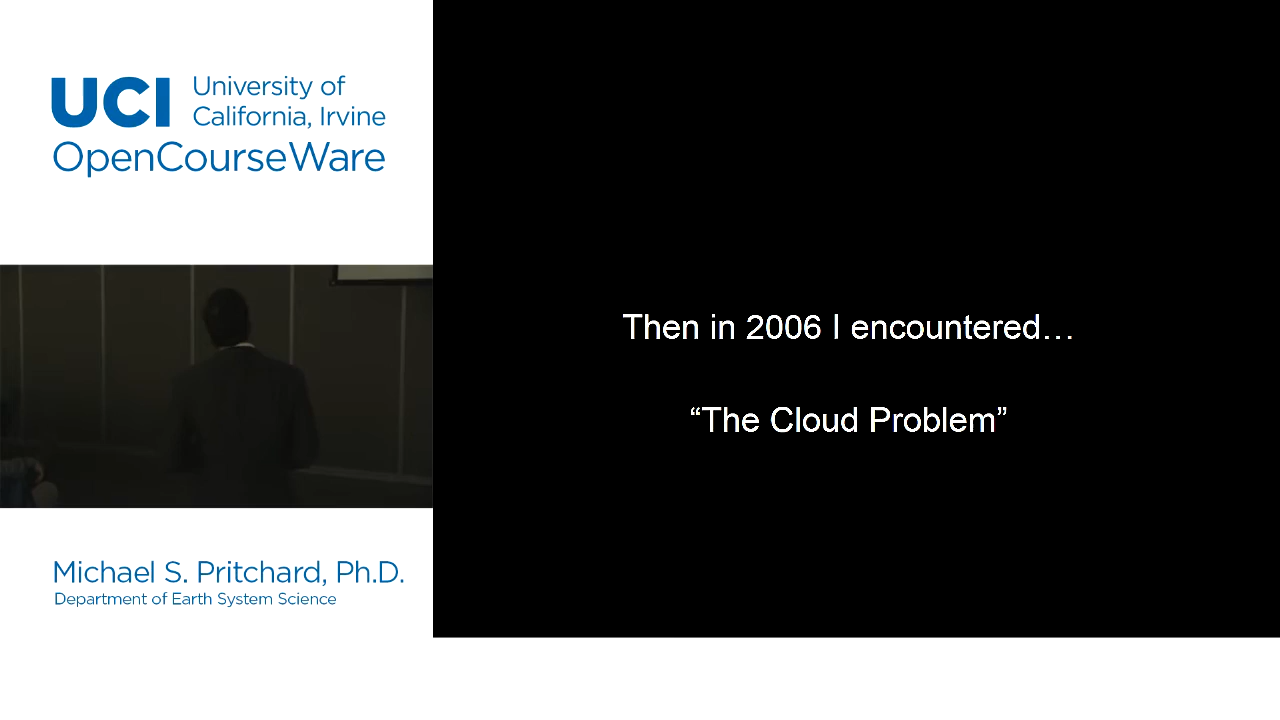 UCI University of
California, Irvine
OpenCourseWare
Then in 2006 I encountered…
“The Cloud Problem”
Michael S. Pritchard, Ph.D.
Department of Earth System Science